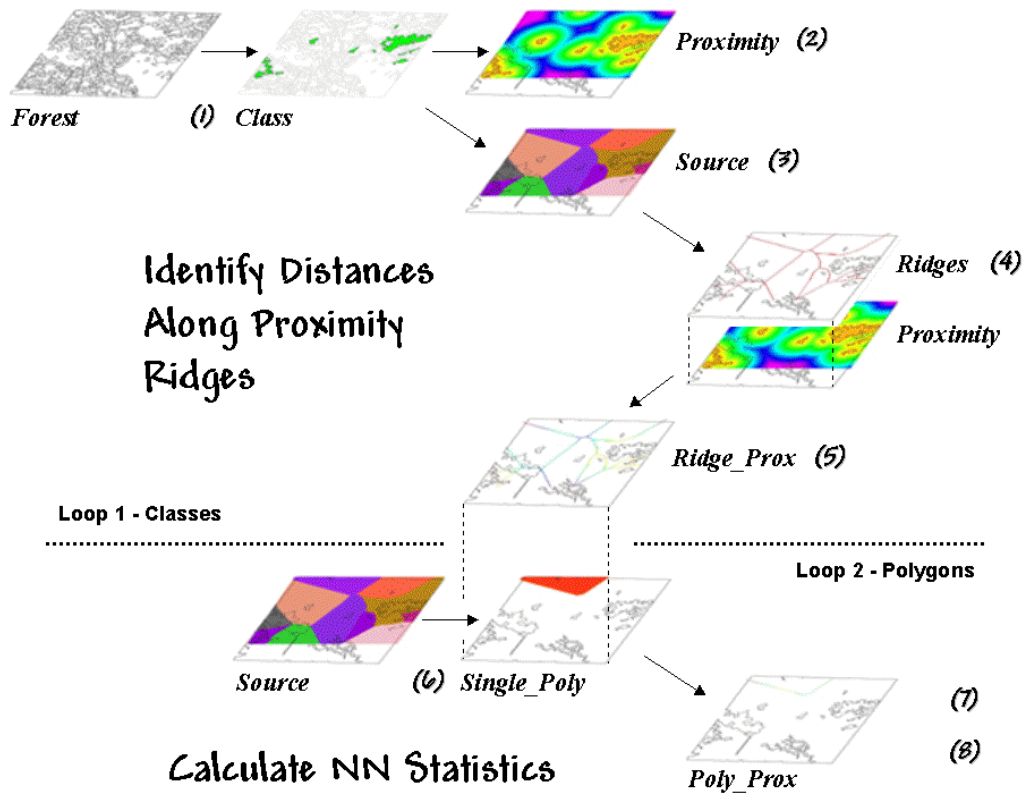 Proximity (2)
Forest (1) Class
Source (3)
Identify Distances
Along Proximity
Ridges
Ridges (4)
Proximity
Ridge_Prox (5)
Loop 1 - Classes
Loop 2 - Polygons
Source (6) Single_Poly
(7)
(8)
Calculate NN Statistics
Poly_Prox